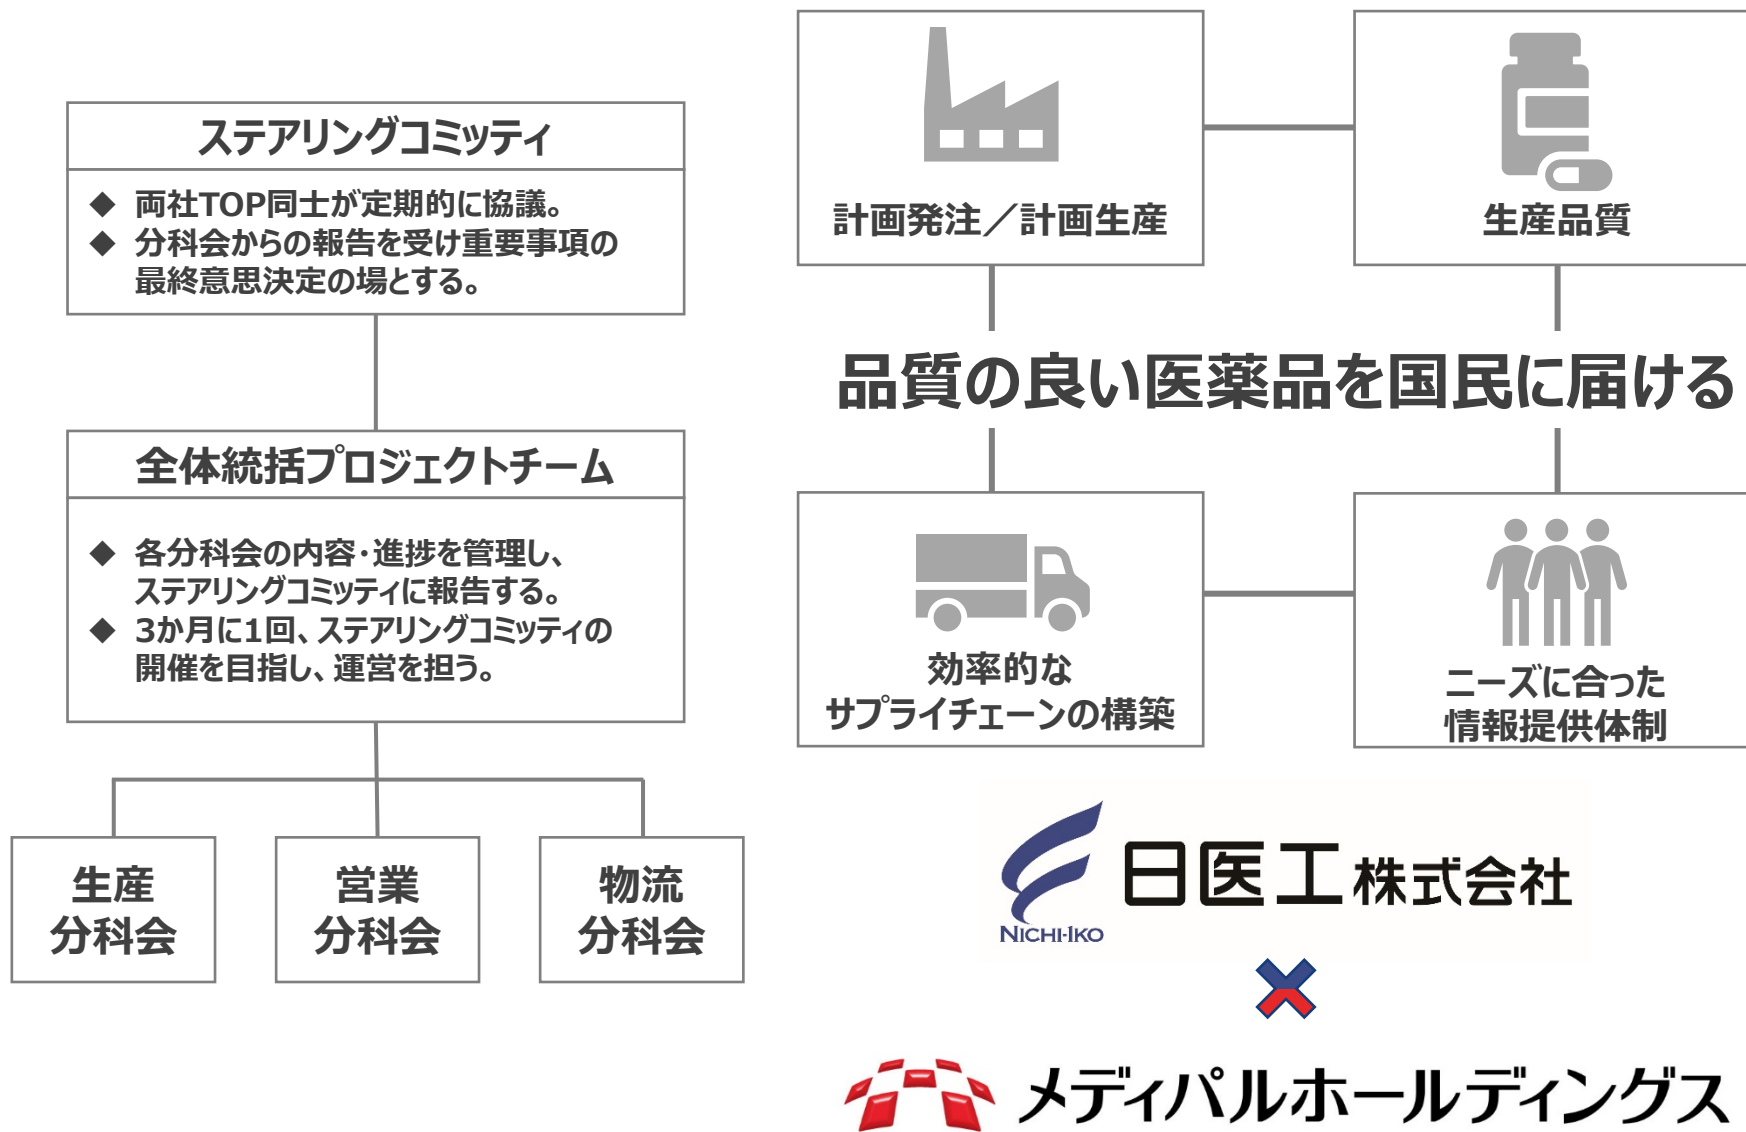 ステアリングコミッティ
◆ 両社TOP同士が定期的に協議。
◆ 分科会からの報告を受け重要事項の
最終意思決定の場とする。
全体統括プロジェクトチーム
◆ 各分科会の内容・進捗を管理し、
ステアリングコミッティに報告する。
◆ 3か月に1回、ステアリングコミッティの
開催を目指し、運営を担う。
生産
分科会
営業
分科会
物流
分科会
計画発注／計画生産
生産品質
品質の良い医薬品を国民に届ける
効率的な
サプライチェーンの構築
ニーズに合った
情報提供体制
日医工株式会社
NICHI-IKO
メディパルホールディングス